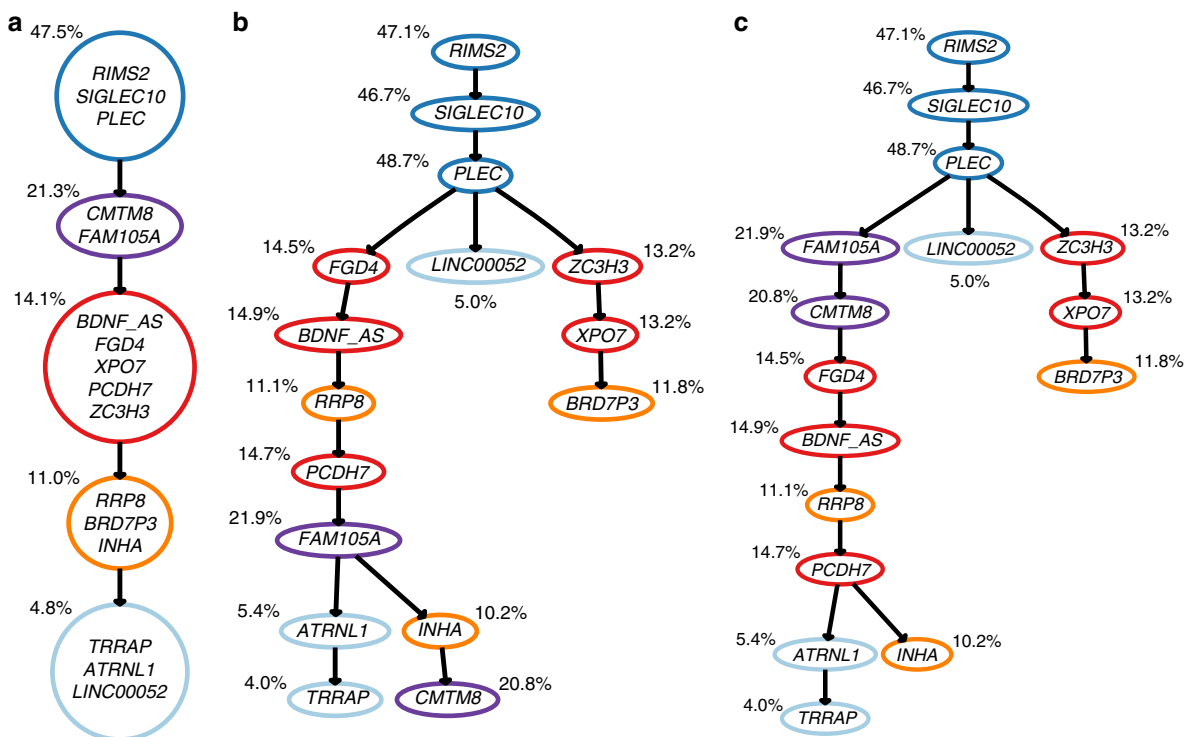 a
47.5%
RIMS2
SIGLEC10
PLEC
21.3%
CMTM8
FAM105A
14.1%
BDNF_AS
FGD4
XPO7
PCDH7
ZC3H3
11.0%
RRP8
BRD7P3
INHA
4.8%
TRRAP
ATRNL1
LINC00052
b
47.1%
RIMS2
46.7%
SIGLEC10
48.7%
PLEC
14.5%
FGD4
LINC00052
5.0%
ZC3H3
13.2%
14.9%
BDNF_AS
XPO7
13.2%
11.1%
RRP8
BRD7P3
11.8%
14.7%
PCDH7
21.9%
FAM105A
5.4%
ATRNL1
INHA
10.2%
4.0%
TRRAP
CMTM8
20.8%
c
47.1%
RIMS2
46.7%
SIGLEC10
48.7%
PLEC
21.9%
FAM105A
LINC00052
5.0%
ZC3H3
13.2%
20.8%
CMTM8
XPO7
13.2%
14.5%
FGD4
BRD7P3
11.8%
14.9%
BDNF_AS
11.1%
RRP8
14.7%
PCDH7
5.4%
ATRNL1
INHA
10.2%
4.0%
TRRAP